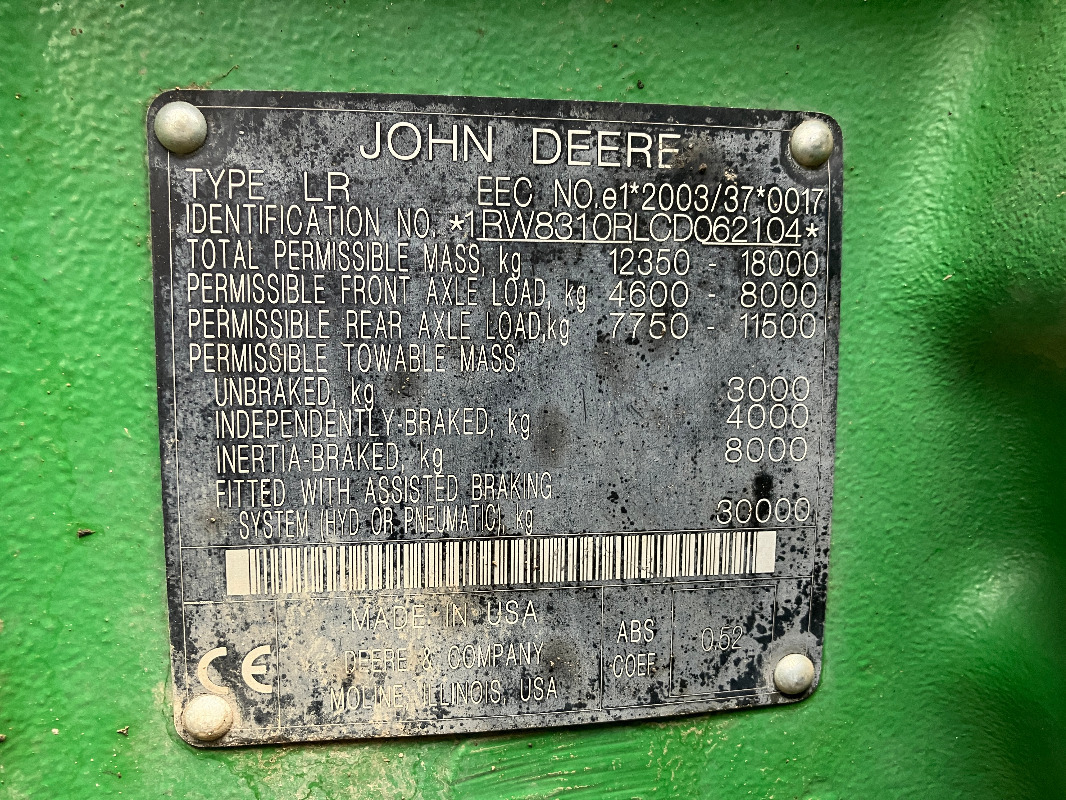 JOHN DEERE
TYPE LR EEC NO.e1*2003/37*0017
IDENTIFICATION NO. *1RW8310RLCD062104*
TOTAL PERMISSIBLE MASS, kg 12350 - 18000
PERMISSIBLE FRONT AXLE LOAD, kg 4600 - 8000
PERMISSIBLE REAR AXLE LOAD,kg 7750 - 11500
PERMISSIBLE TOWABLE MASS:
UNBRAKED, kg 3000
INDEPENDENTLY-BRAKED, kg 4000
INERTIA-BRAKED, kg 8000
FITTED WITH ASSISTED BRAKING
SYSTEM (HYD OR PNEUMATIC), kg 30000
CE
MADE IN USA
DEERE & COMPANY
MOLINE, ILLINOIS, USA
ABS
COEF
0.52